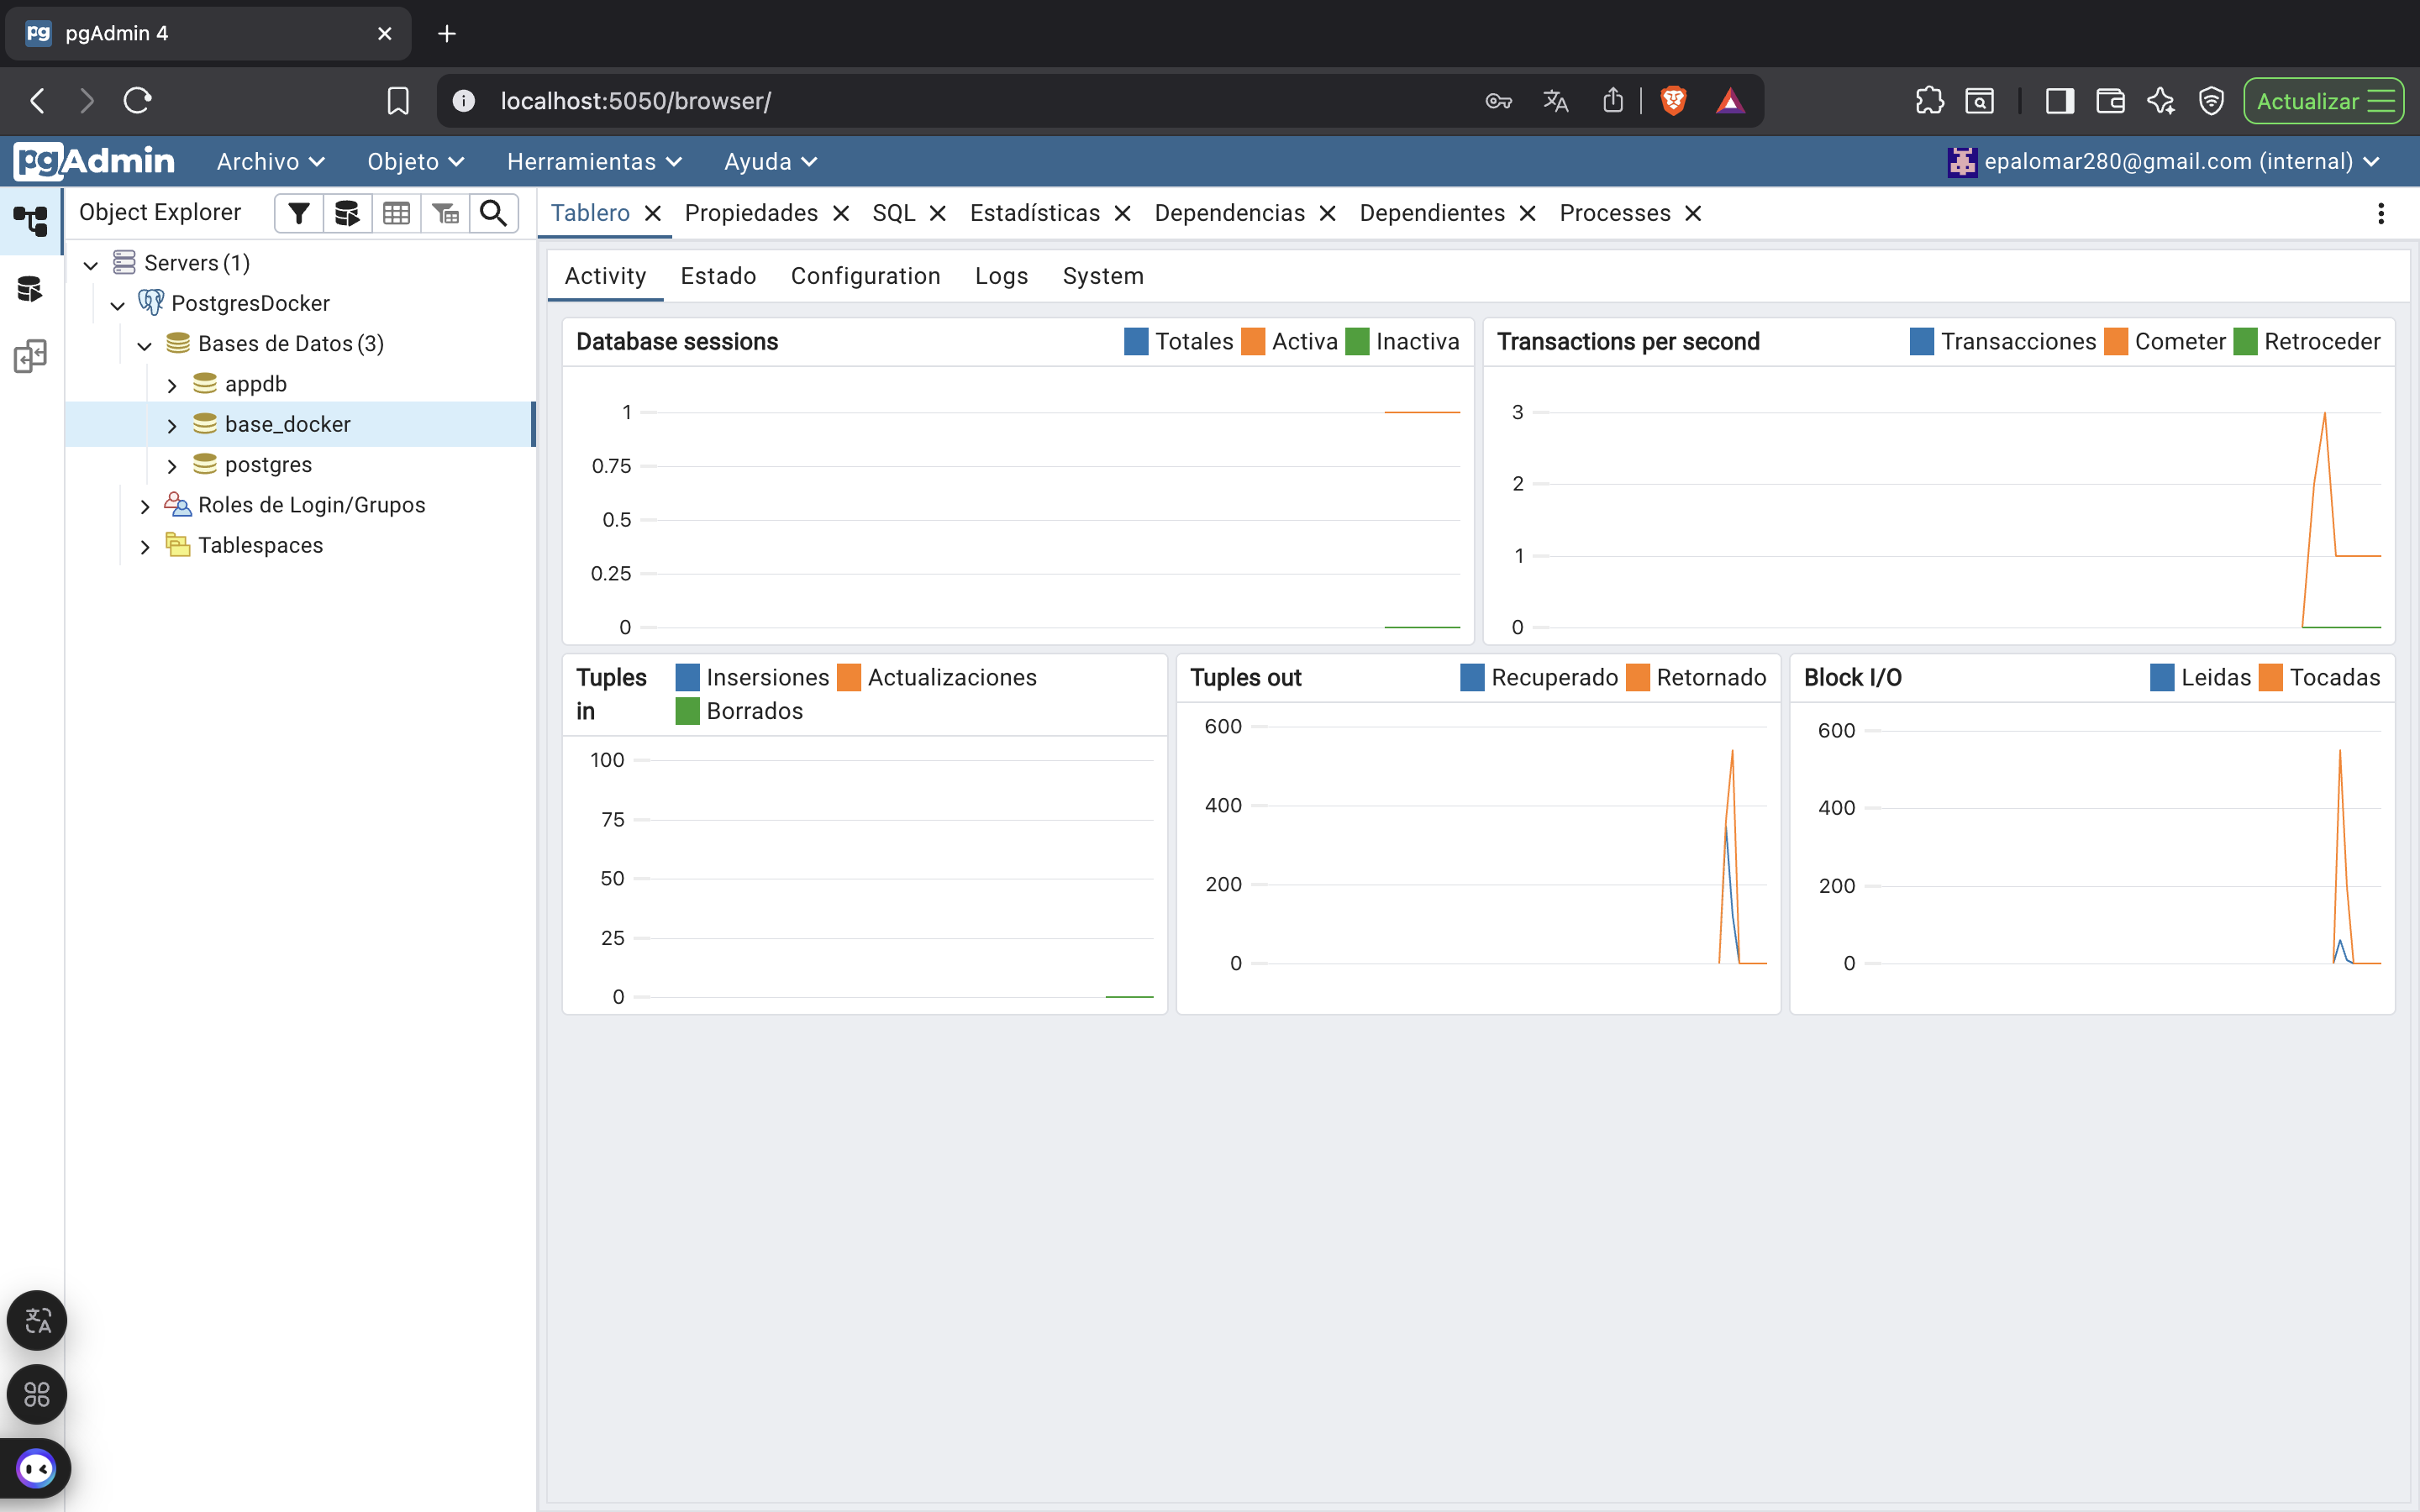 pgAdmin 4
localhost:5050/browser/
Actualizar
pgAdmin Archivo Objeto Herramientas Ayuda epalomar280@gmail.com (internal)
Object Explorer
Tablero Propiedades SQL Estadísticas Dependencias Dependientes Processes
Servers (1)
PostgresDocker
Bases de Datos (3)
appdb
base_docker
postgres
Roles de Login/Grupos
Tablespaces
Activity Estado Configuration Logs System
Database sessions Totales Activa Inactiva
1
0.75
0.5
0.25
0
Transactions per second Transacciones Cometer Retroceder
3
2
1
0
Tuples in Inserciones Actualizaciones
Borrados
100
75
50
25
0
Tuples out Recuperado Retornado
600
400
200
0
Block I/O Leidas Tocadas
600
400
200
0